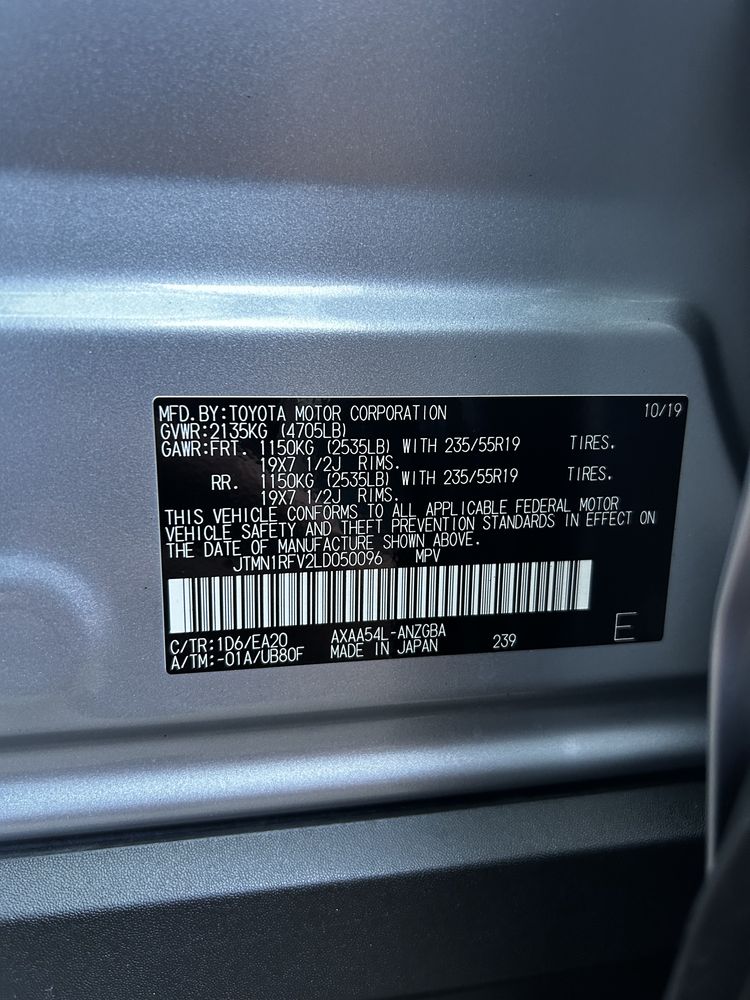 MFD.BY:TOYOTA MOTOR CORPORATION 10/19
GVWR:2135KG (4705LB)
GAWR:FRT. 1150KG (2535LB) WITH 235/55R19 TIRES.
19X7 1/2J RIMS.
RR. 1150KG (2535LB) WITH 235/55R19 TIRES.
19X7 1/2J RIMS.
THIS VEHICLE CONFORMS TO ALL APPLICABLE FEDERAL MOTOR
VEHICLE SAFETY AND THEFT PREVENTION STANDARDS IN EFFECT ON
THE DATE OF MANUFACTURE SHOWN ABOVE.
JTMN1RFV2LD050096 MPV
C/TR:1D6/EA20 AXAA54L-ANZGBA 239 E
A/TM:-01A/UB80F MADE IN JAPAN